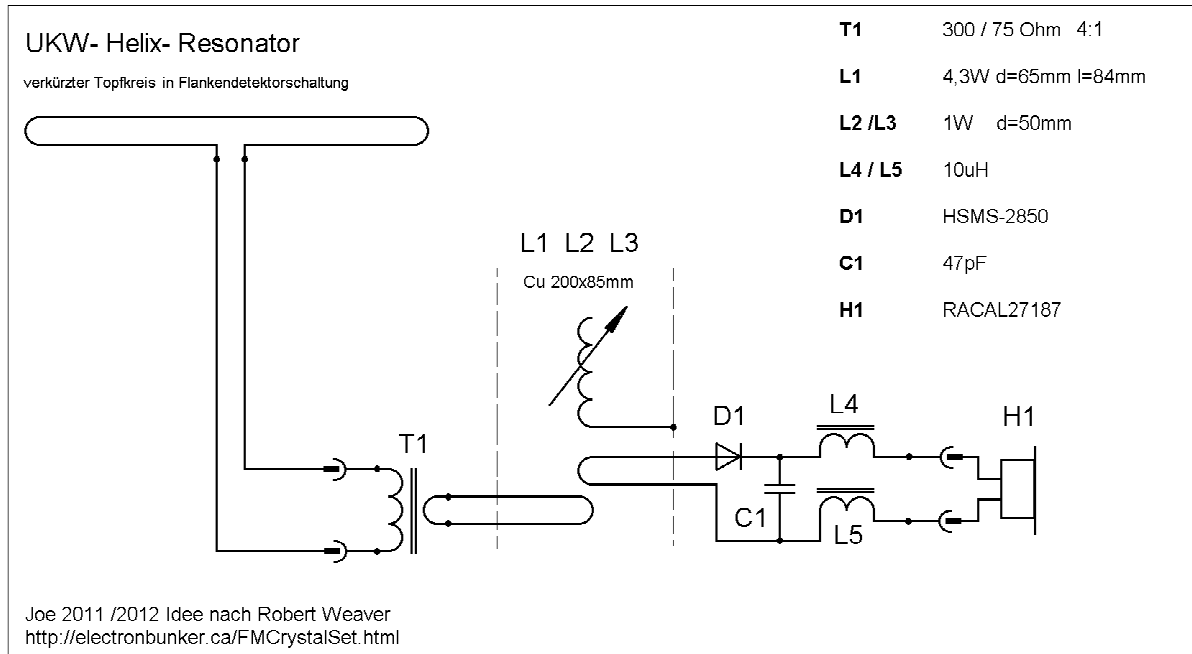 UKW- Helix- Resonator
verkürzter Topfkreis in Flankendetektorschaltung
T1 300 / 75 Ohm 4:1
L1 4,3W d=65mm l=84mm
L2 /L3 1W d=50mm
L4 / L5 10uH
D1 HSMS-2850
C1 47pF
H1 RACAL27187
L1 L2 L3
Cu 200x85mm
T1
D1
L4
H1
C1
L5
Joe 2011 /2012 Idee nach Robert Weaver
http://electronbunker.ca/FMCrystalSet.html